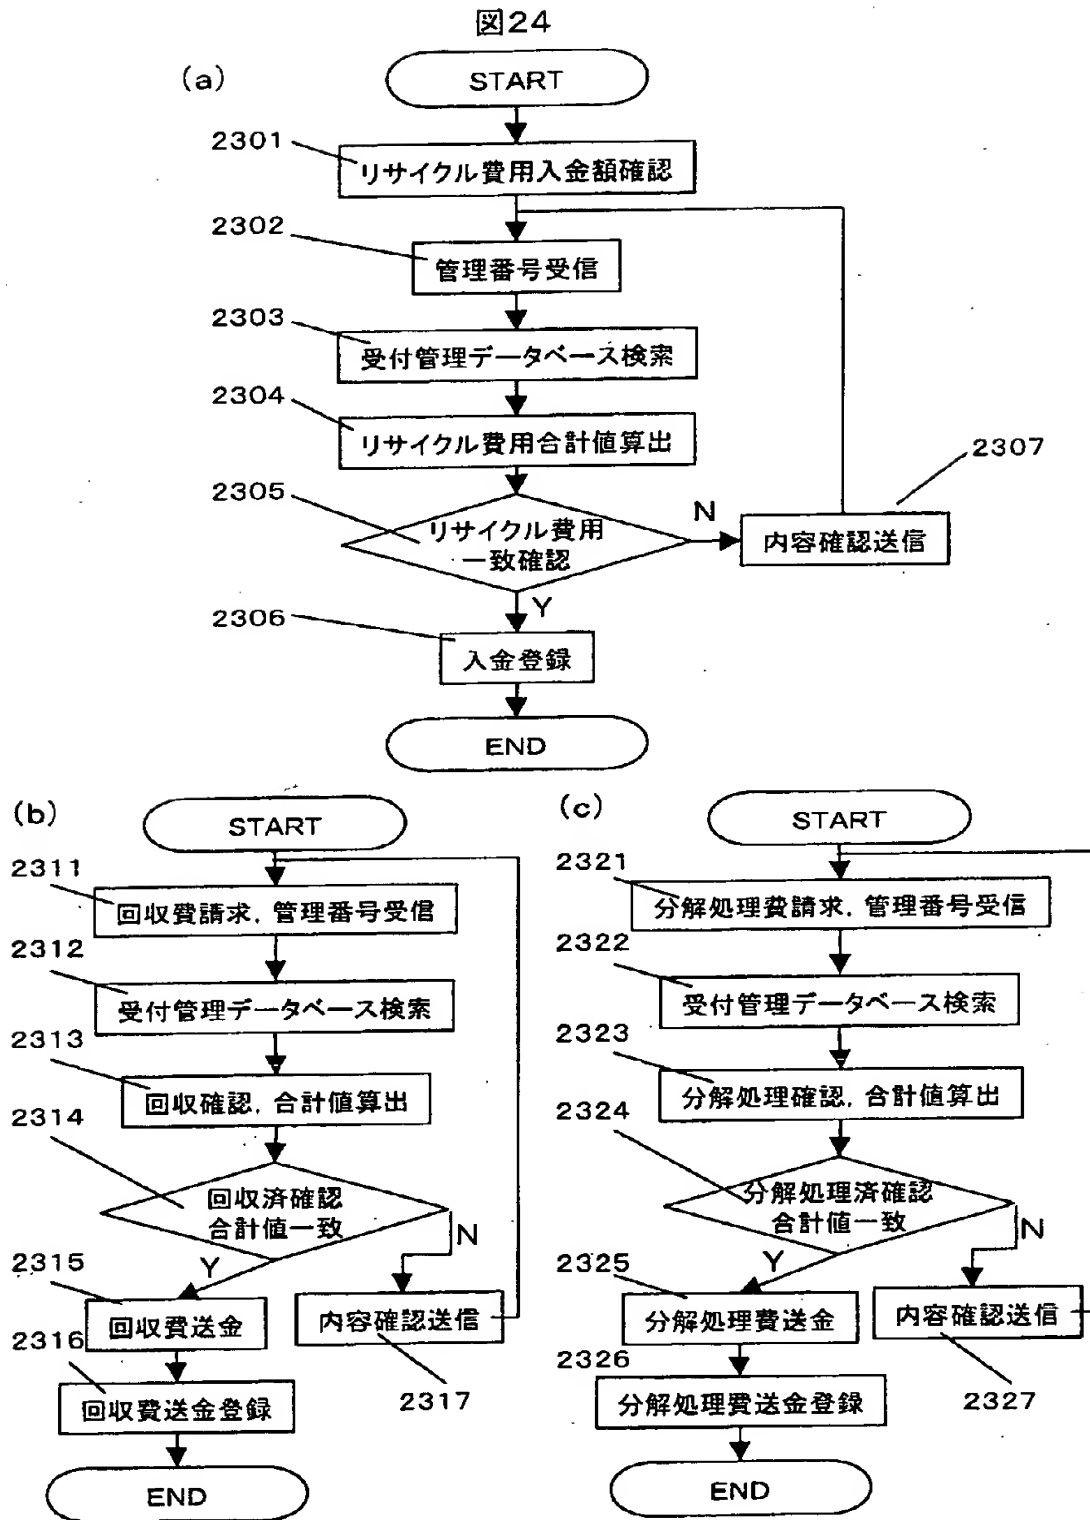 図24
(a)
START
2301
リサイクル費用入金額確認
2302
管理番号受信
2303
受付管理データベース検索
2304
リサイクル費用合計値算出
2305
リサイクル費用
一致確認
N
2307
内容確認送信
Y
2306
入金登録
END
(b)
START
2311
回収費請求, 管理番号受信
2312
受付管理データベース検索
2313
回収確認, 合計値算出
2314
回収済確認
合計値一致
N
Y
2315
回収費送金
内容確認送信
2316
2317
回収費送金登録
END
(c)
START
2321
分解処理費請求, 管理番号受信
2322
受付管理データベース検索
2323
分解処理確認, 合計値算出
2324
分解処理済確認
合計値一致
N
Y
2325
分解処理費送金
内容確認送信
2326
2327
分解処理費送金登録
END